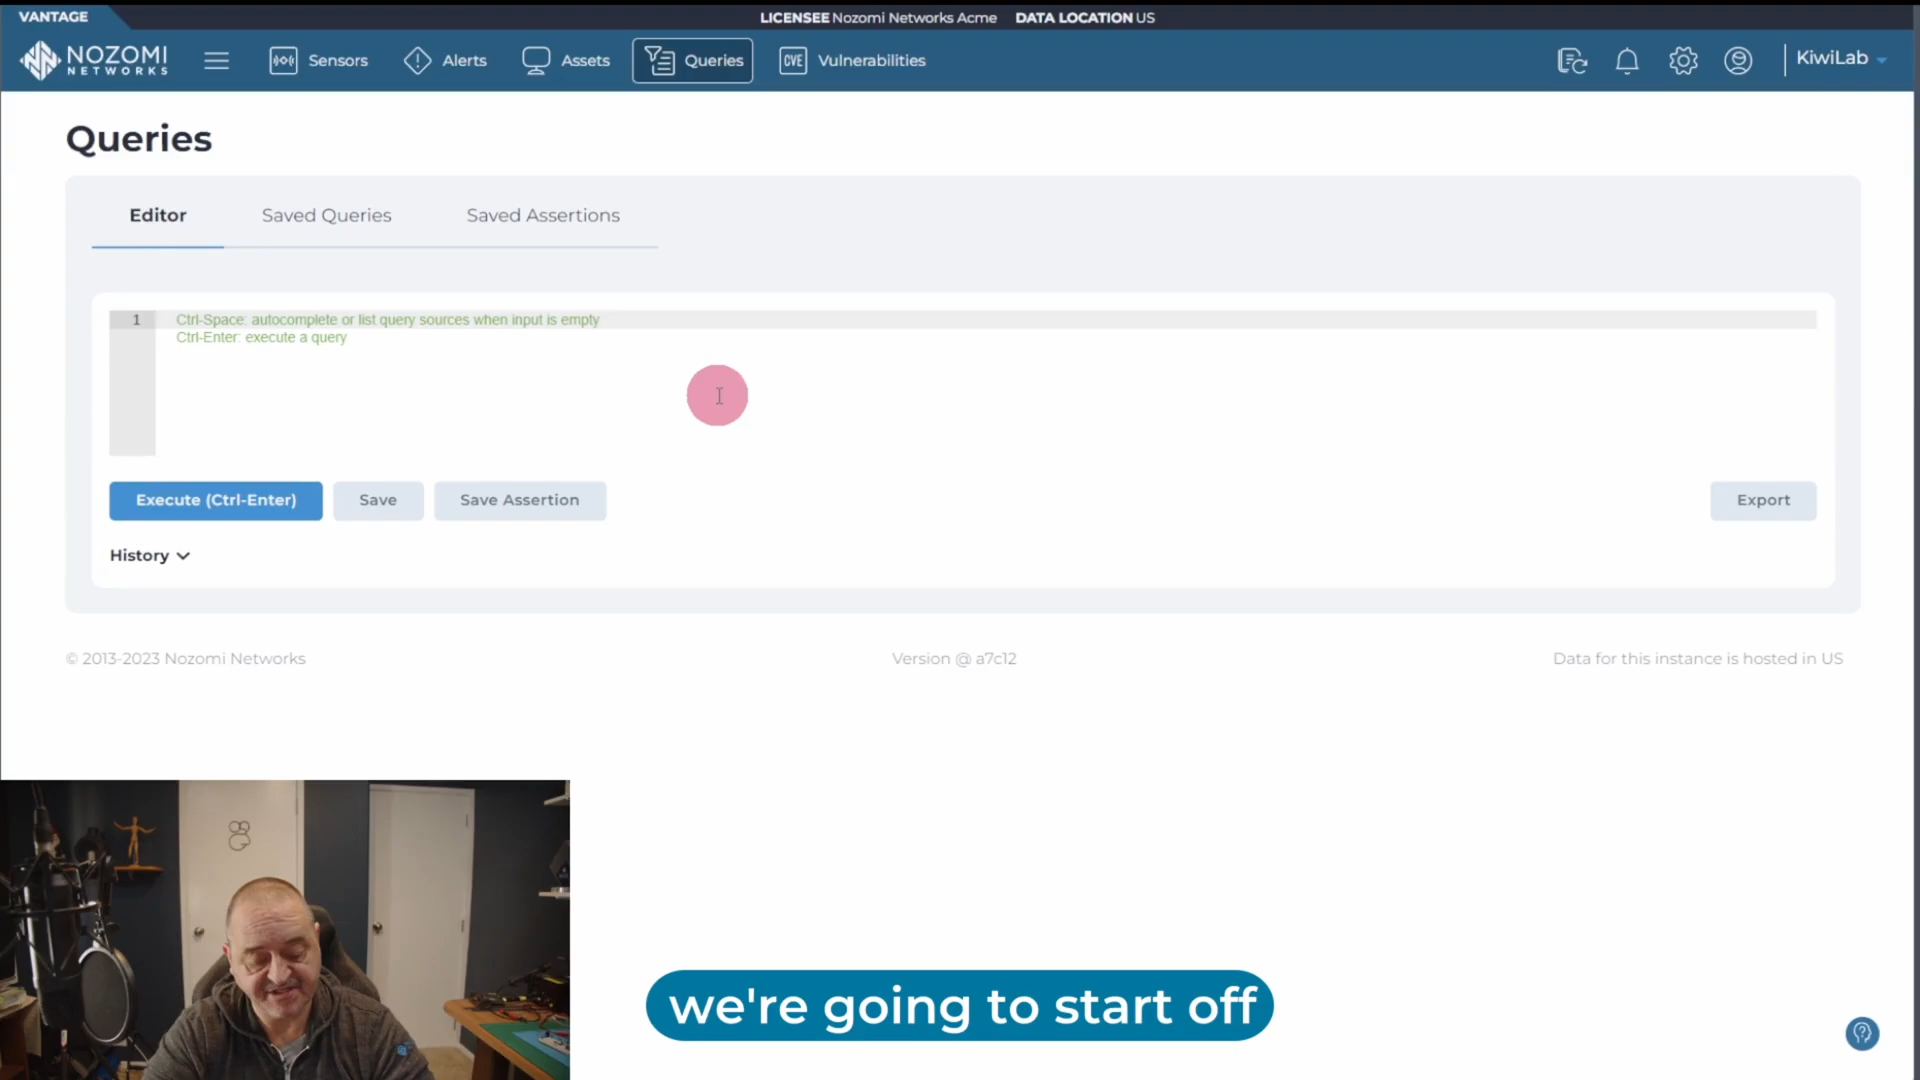 VANTAGE
LICENSEE Nozomi Networks Acme DATA LOCATION US
NOZOMI
NETWORKS
Sensors
Alerts
Assets
Queries
CVE
Vulnerabilities
KiwiLab
Queries
Editor
Saved Queries
Saved Assertions
1
Ctrl-Space: autocomplete or list query sources when input is empty
Ctrl-Enter: execute a query
Execute (Ctrl-Enter)
Save
Save Assertion
Export
History
© 2013-2023 Nozomi Networks
Version @ a7c12
Data for this instance is hosted in US
we're going to start off